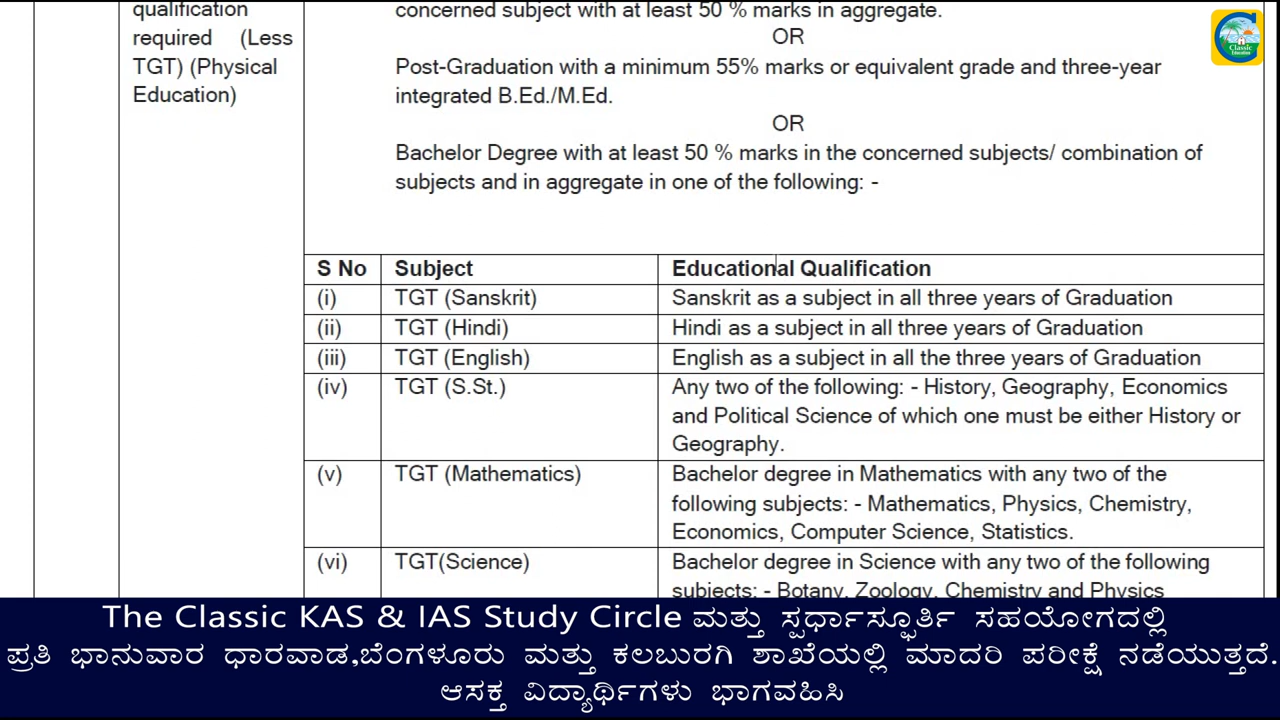 qualification
required (Less
TGT) (Physical
Education)
concerned subject with at least 50 % marks in aggregate.
OR
Post-Graduation with a minimum 55% marks or equivalent grade and three-year
integrated B.Ed./M.Ed.
OR
Bachelor Degree with at least 50 % marks in the concerned subjects/ combination of
subjects and in aggregate in one of the following: -
S No Subject Educational Qualification
(i) TGT (Sanskrit) Sanskrit as a subject in all three years of Graduation
(ii) TGT (Hindi) Hindi as a subject in all three years of Graduation
(iii) TGT (English) English as a subject in all the three years of Graduation
(iv) TGT (S.St.) Any two of the following: - History, Geography, Economics
and Political Science of which one must be either History or
Geography.
(v) TGT (Mathematics) Bachelor degree in Mathematics with any two of the
following subjects: - Mathematics, Physics, Chemistry,
Economics, Computer Science, Statistics.
(vi) TGT(Science) Bachelor degree in Science with any two of the following
subjects: - Botany, Zoology, Chemistry and Physics
Classic
Education
The Classic KAS & IAS Study Circle ಮತ್ತು ಸ್ಪರ್ಧಾಸ್ಫೂರ್ತಿ ಸಹಯೋಗದಲ್ಲಿ
ಪ್ರತಿ ಭಾನುವಾರ ಧಾರವಾಡ,ಬೆಂಗಳೂರು ಮತ್ತು ಕಲಬುರಗಿ ಶಾಖೆಯಲ್ಲಿ ಮಾದರಿ ಪರೀಕ್ಷೆ ನಡೆಯುತ್ತದೆ.
ಆಸಕ್ತ ವಿದ್ಯಾರ್ಥಿಗಳು ಭಾಗವಹಿಸಿ